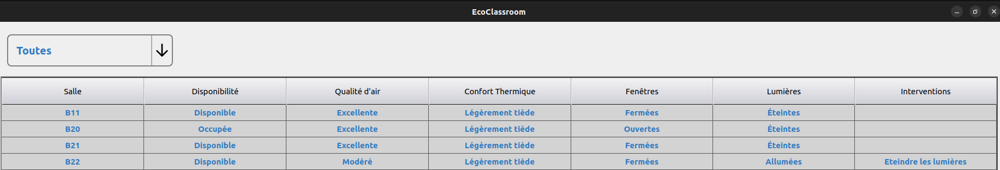 EcoClassroom
Toutes
Salle Disponibilité Qualité d'air Confort Thermique Fenêtres Lumières Interventions
B11 Disponible Excellente Légèrement tiède Fermées Éteintes
B20 Occupée Excellente Légèrement tiède Ouvertes Éteintes
B21 Disponible Excellente Légèrement tiède Fermées Éteintes
B22 Disponible Modéré Légèrement tiède Fermées Allumées Eteindre les lumières